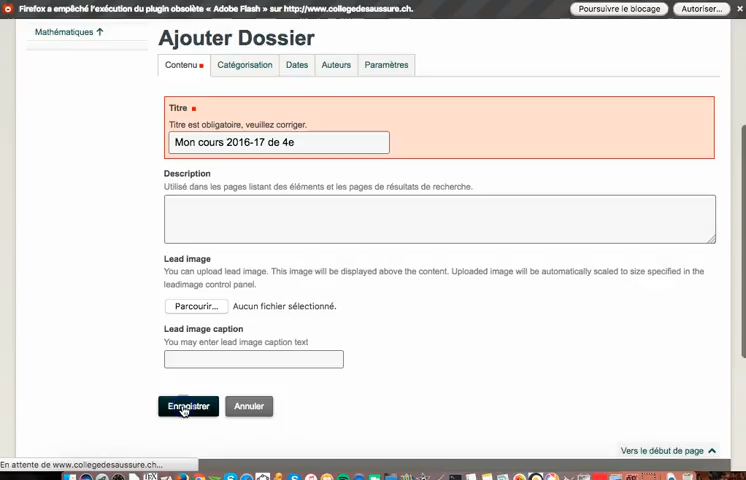 Firefox a empêché l'exécution du plugin obsolète « Adobe Flash » sur http://www.collegedesaussure.ch.
Poursuivre le blocage
Autoriser...
Mathématiques
Ajouter Dossier
Contenu
Catégorisation
Dates
Auteurs
Paramètres
Titre
Titre est obligatoire, veuillez corriger.
Mon cours 2016-17 de 4e
Description
Utilisé dans les pages listant des éléments et les pages de résultats de recherche.
Lead image
You can upload lead image. This image will be displayed above the content. Uploaded image will be automatically scaled to size specified in the
leadimage control panel.
Parcourir... Aucun fichier sélectionné.
Lead image caption
You may enter lead image caption text
Enregistrer
Annuler
Vers le début de page
En attente de www.collegedesaussure.ch...